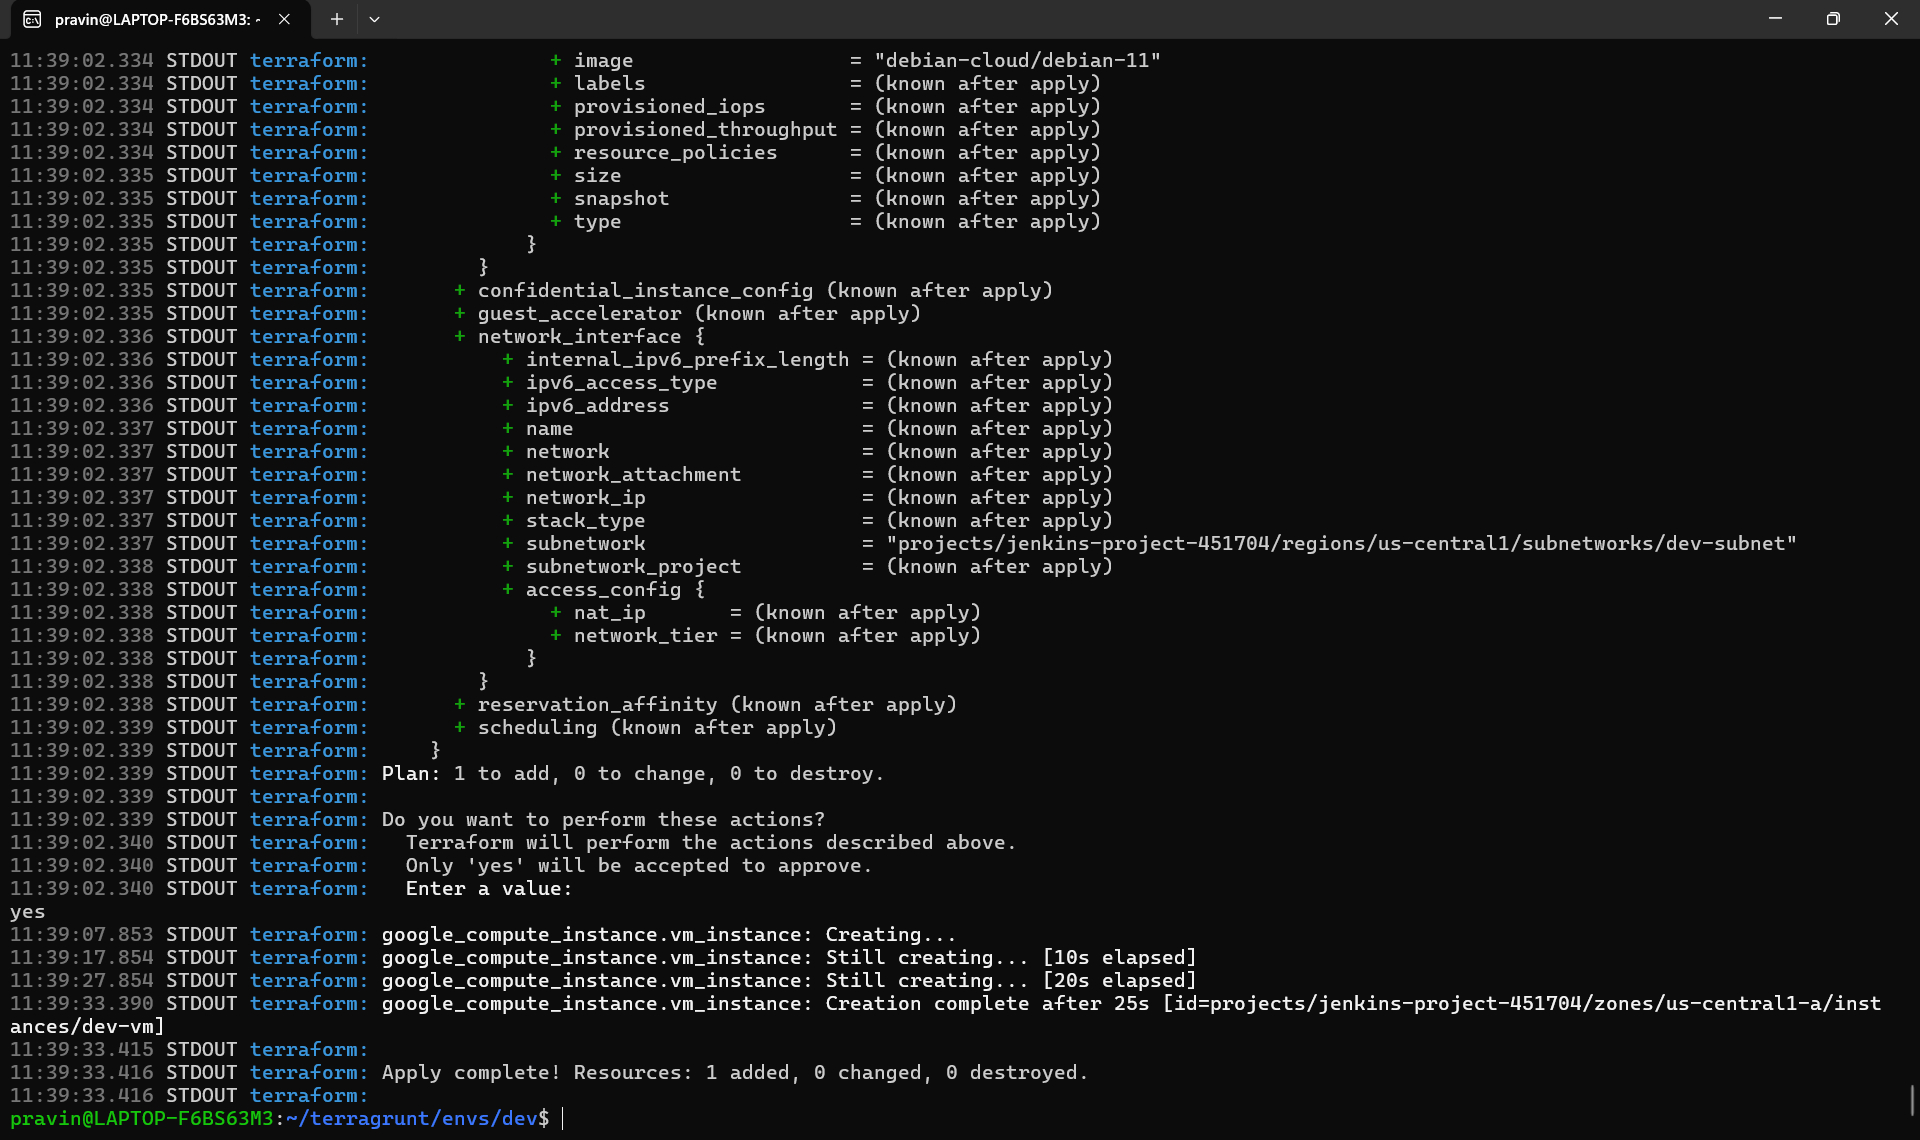 pravin@LAPTOP-F6BS63M3: ~
11:39:02.334 STDOUT terraform:               + image                  = "debian-cloud/debian-11"
11:39:02.334 STDOUT terraform:               + labels                 = (known after apply)
11:39:02.334 STDOUT terraform:               + provisioned_iops       = (known after apply)
11:39:02.334 STDOUT terraform:               + provisioned_throughput = (known after apply)
11:39:02.334 STDOUT terraform:               + resource_policies      = (known after apply)
11:39:02.335 STDOUT terraform:               + size                   = (known after apply)
11:39:02.335 STDOUT terraform:               + snapshot               = (known after apply)
11:39:02.335 STDOUT terraform:               + type                   = (known after apply)
11:39:02.335 STDOUT terraform:             }
11:39:02.335 STDOUT terraform:         }
11:39:02.335 STDOUT terraform:       + confidential_instance_config (known after apply)
11:39:02.335 STDOUT terraform:       + guest_accelerator (known after apply)
11:39:02.336 STDOUT terraform:       + network_interface {
11:39:02.336 STDOUT terraform:           + internal_ipv6_prefix_length = (known after apply)
11:39:02.336 STDOUT terraform:           + ipv6_access_type            = (known after apply)
11:39:02.336 STDOUT terraform:           + ipv6_address                = (known after apply)
11:39:02.337 STDOUT terraform:           + name                        = (known after apply)
11:39:02.337 STDOUT terraform:           + network                     = (known after apply)
11:39:02.337 STDOUT terraform:           + network_attachment          = (known after apply)
11:39:02.337 STDOUT terraform:           + network_ip                  = (known after apply)
11:39:02.337 STDOUT terraform:           + stack_type                  = (known after apply)
11:39:02.337 STDOUT terraform:           + subnetwork                  = "projects/jenkins-project-451704/regions/us-central1/subnetworks/dev-subnet"
11:39:02.338 STDOUT terraform:           + subnetwork_project          = (known after apply)
11:39:02.338 STDOUT terraform:           + access_config {
11:39:02.338 STDOUT terraform:               + nat_ip       = (known after apply)
11:39:02.338 STDOUT terraform:               + network_tier = (known after apply)
11:39:02.338 STDOUT terraform:             }
11:39:02.338 STDOUT terraform:         }
11:39:02.338 STDOUT terraform:       + reservation_affinity (known after apply)
11:39:02.339 STDOUT terraform:       + scheduling (known after apply)
11:39:02.339 STDOUT terraform:     }
11:39:02.339 STDOUT terraform: Plan: 1 to add, 0 to change, 0 to destroy.
11:39:02.339 STDOUT terraform:
11:39:02.339 STDOUT terraform: Do you want to perform these actions?
11:39:02.340 STDOUT terraform:   Terraform will perform the actions described above.
11:39:02.340 STDOUT terraform:   Only 'yes' will be accepted to approve.
11:39:02.340 STDOUT terraform:   Enter a value:
yes
11:39:07.853 STDOUT terraform: google_compute_instance.vm_instance: Creating...
11:39:17.854 STDOUT terraform: google_compute_instance.vm_instance: Still creating... [10s elapsed]
11:39:27.854 STDOUT terraform: google_compute_instance.vm_instance: Still creating... [20s elapsed]
11:39:33.390 STDOUT terraform: google_compute_instance.vm_instance: Creation complete after 25s [id=projects/jenkins-project-451704/zones/us-central1-a/inst
ances/dev-vm]
11:39:33.415 STDOUT terraform:
11:39:33.416 STDOUT terraform: Apply complete! Resources: 1 added, 0 changed, 0 destroyed.
11:39:33.416 STDOUT terraform:
pravin@LAPTOP-F6BS63M3:~/terragrunt/envs/dev$